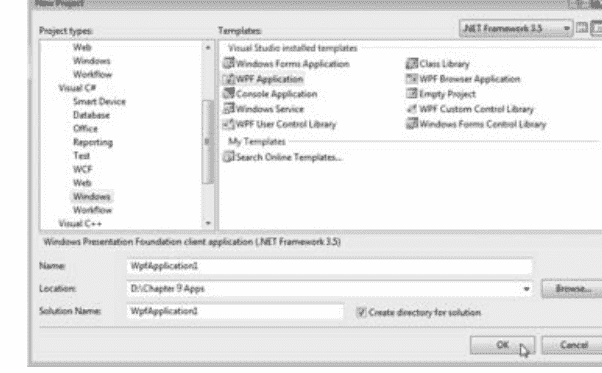 New Project
Project types:
Templates:
.NET Framework 3.5
Web
Windows
Workflow
Visual C#
Smart Device
Database
Office
Reporting
Test
WCF
Web
Windows
Workflow
Visual C++
Visual Studio installed templates
Windows Forms Application
Class Library
WPF Application
WPF Browser Application
Console Application
Empty Project
Windows Service
WPF Custom Control Library
WPF User Control Library
Windows Forms Control Library
My Templates
Search Online Templates...
Windows Presentation Foundation client application (.NET Framework 3.5)
Name: WpfApplication1
Location: D:\Chapter 9 Apps
Browse...
Solution Name: WpfApplication1
Create directory for solution
OK
Cancel